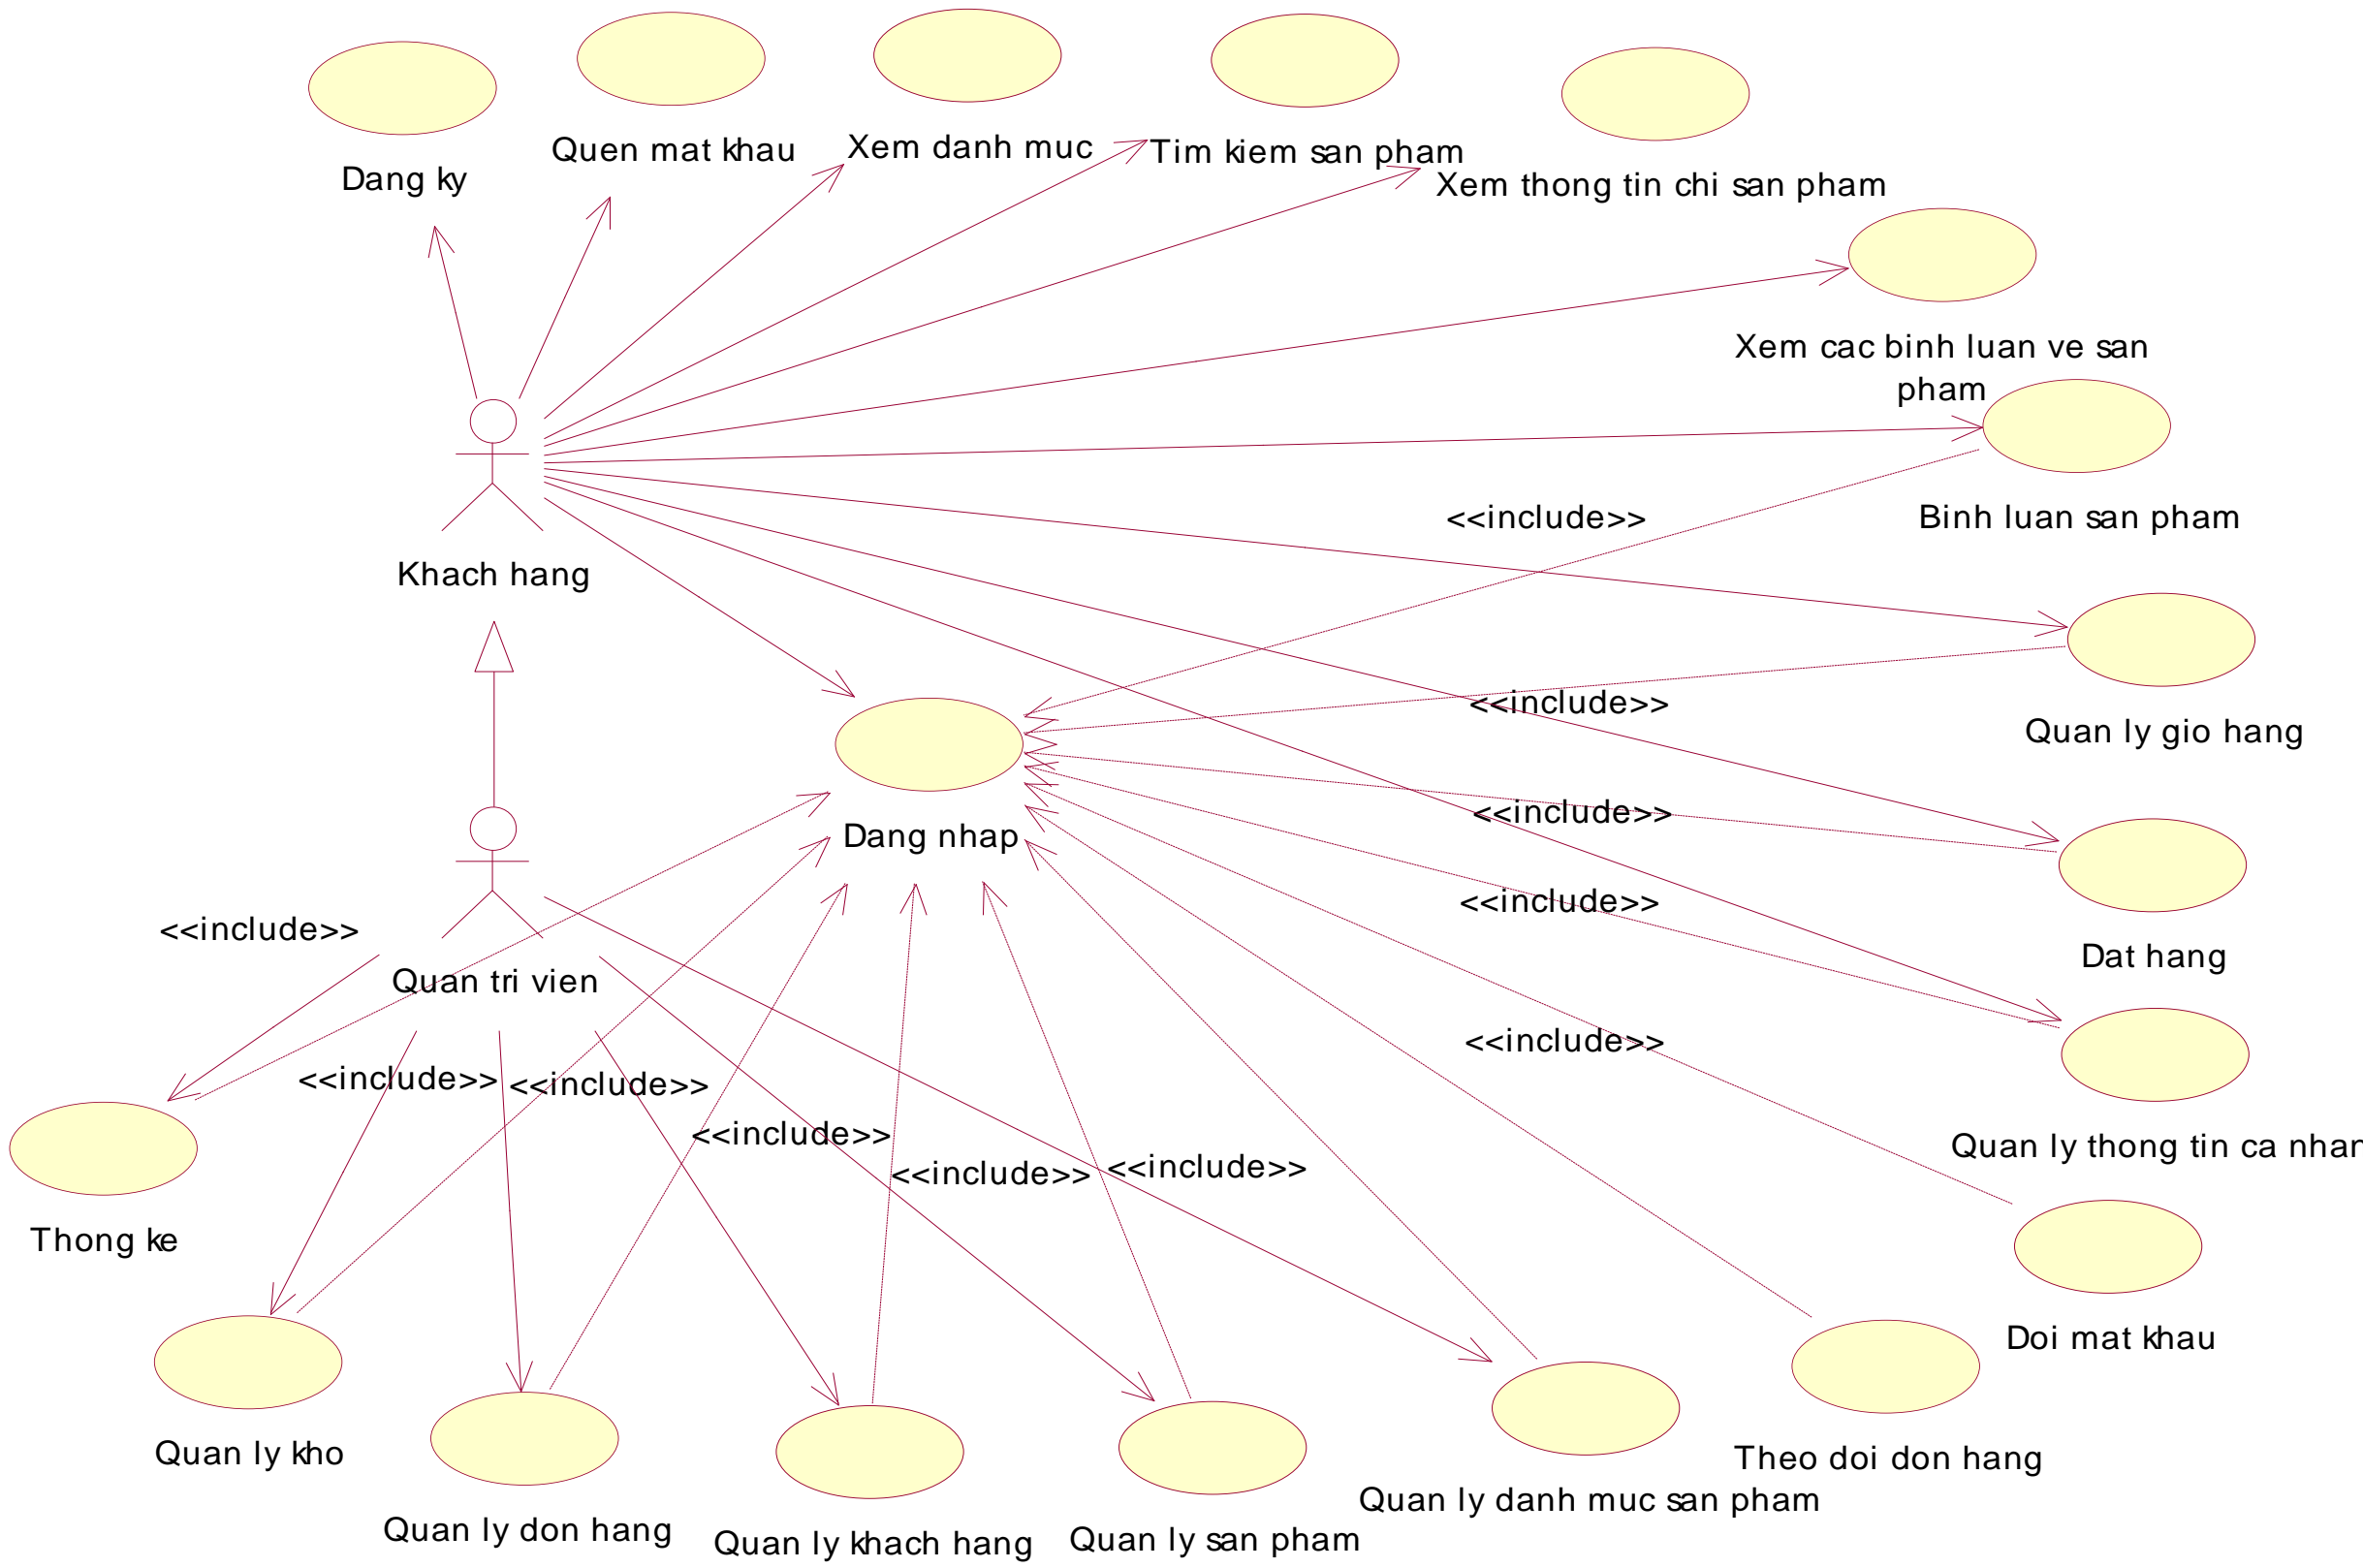 Dang ky
Quen mat khau
Xem danh muc
Tim kiem san pham
Xem thong tin chi san pham
Xem cac binh luan ve san
pham
<<include>>
Binh luan san pham
Khach hang
<<include>>
Quan ly gio hang
<<include>>
Dang nhap
<<include>>
<<include>>
Dat hang
Quan tri vien
<<include>>
<<include>>
<<include>>
<<include>>
Quan ly thong tin ca nhan
<<include>>
<<include>>
Thong ke
Doi mat khau
Quan ly kho
Theo doi don hang
Quan ly danh muc san pham
Quan ly don hang
Quan ly khach hang
Quan ly san pham